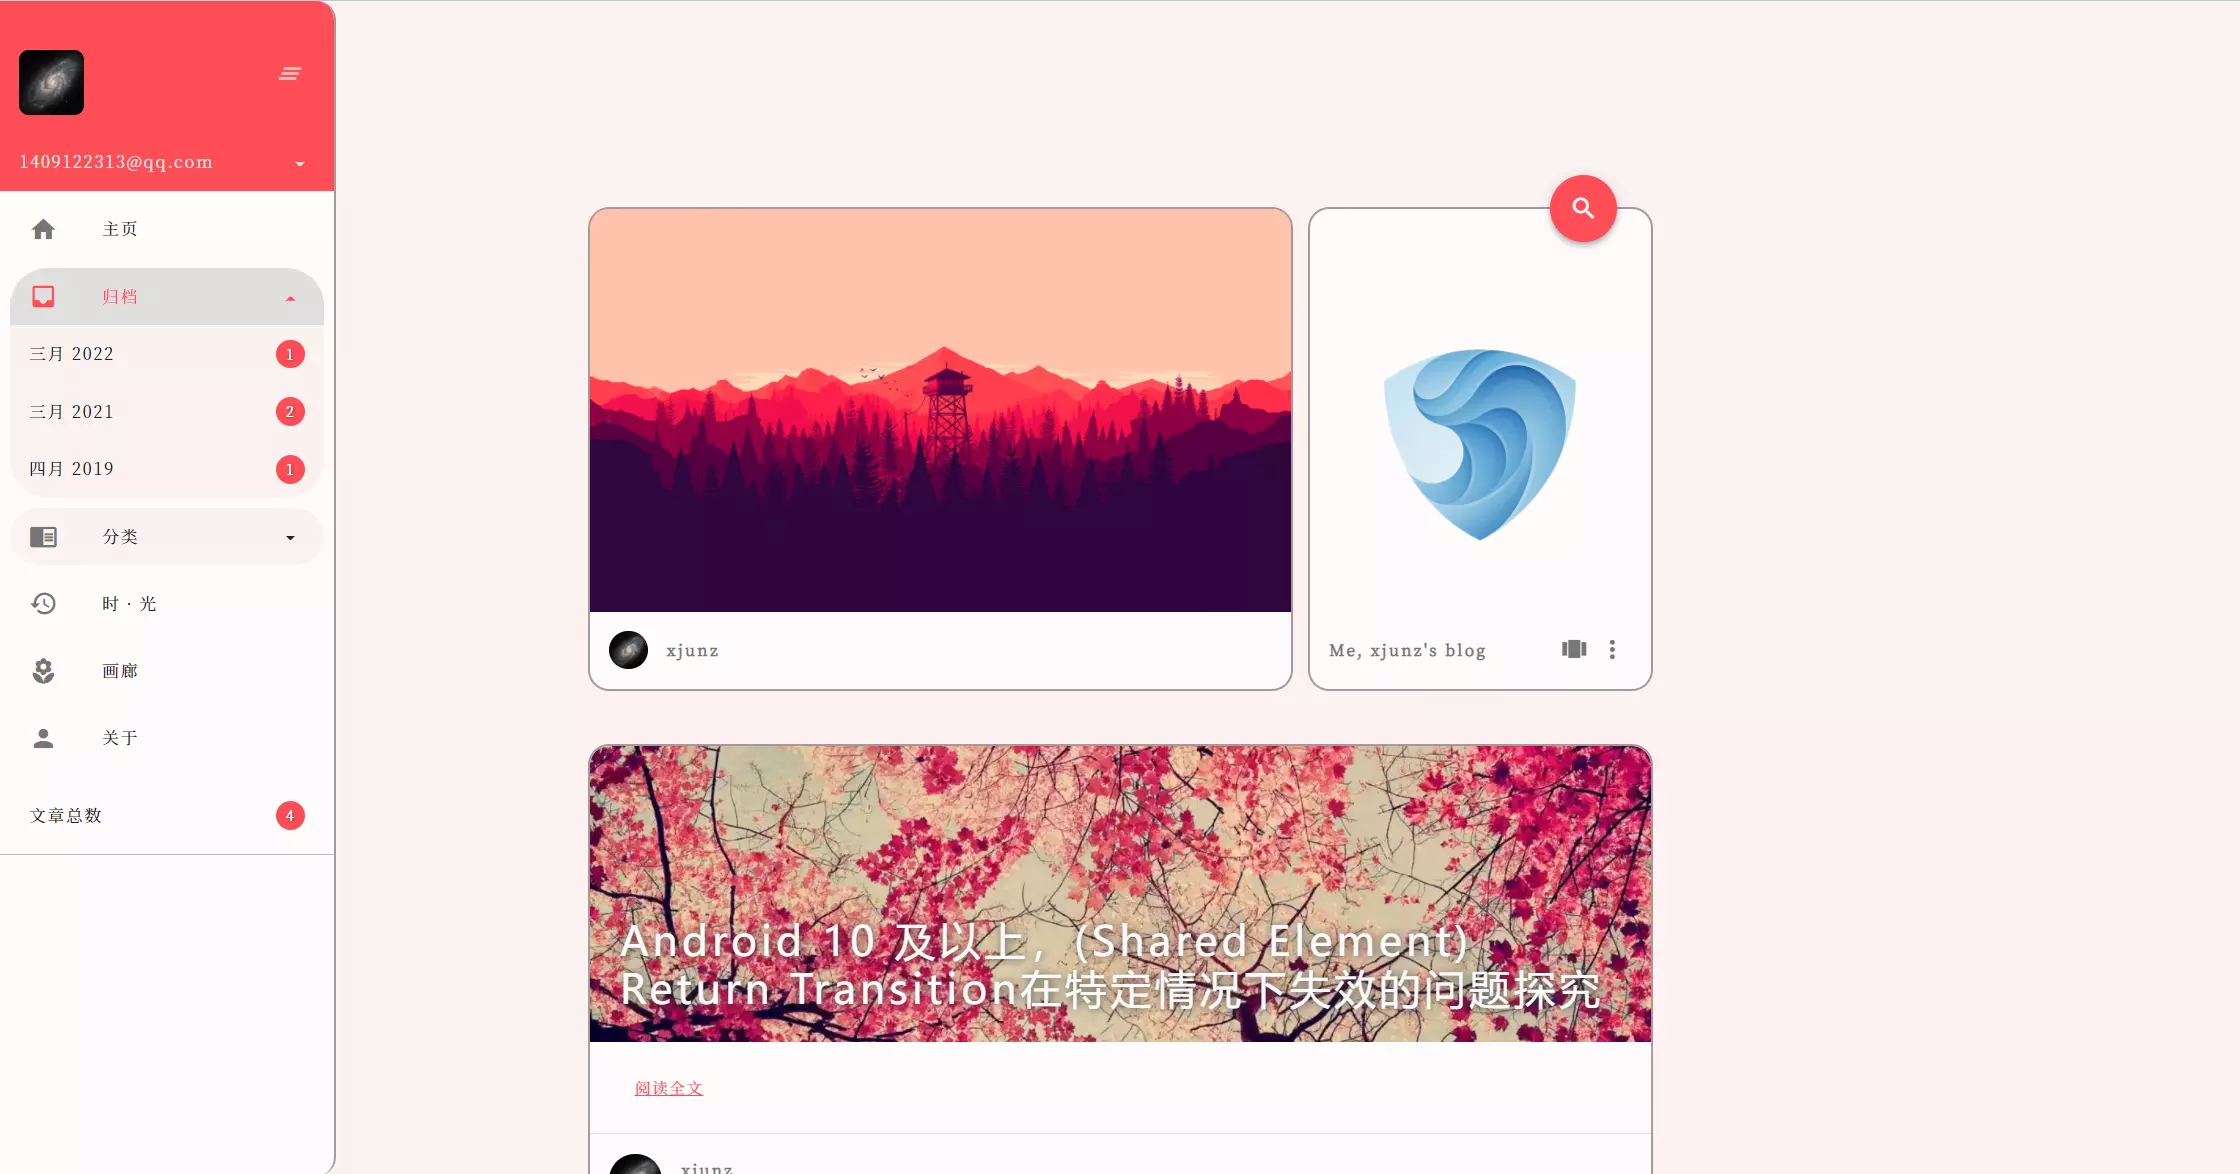 1409122313@qq.com
主页
归档
三月 2022
1
三月 2021
2
四月 2019
1
分类
时 · 光
画廊
关于
文章总数
4
xjunz
Me, xjunz's blog
Android 10 及以上，(Shared Element)
Return Transition在特定情况下失效的问题探究
阅读全文
xjunz